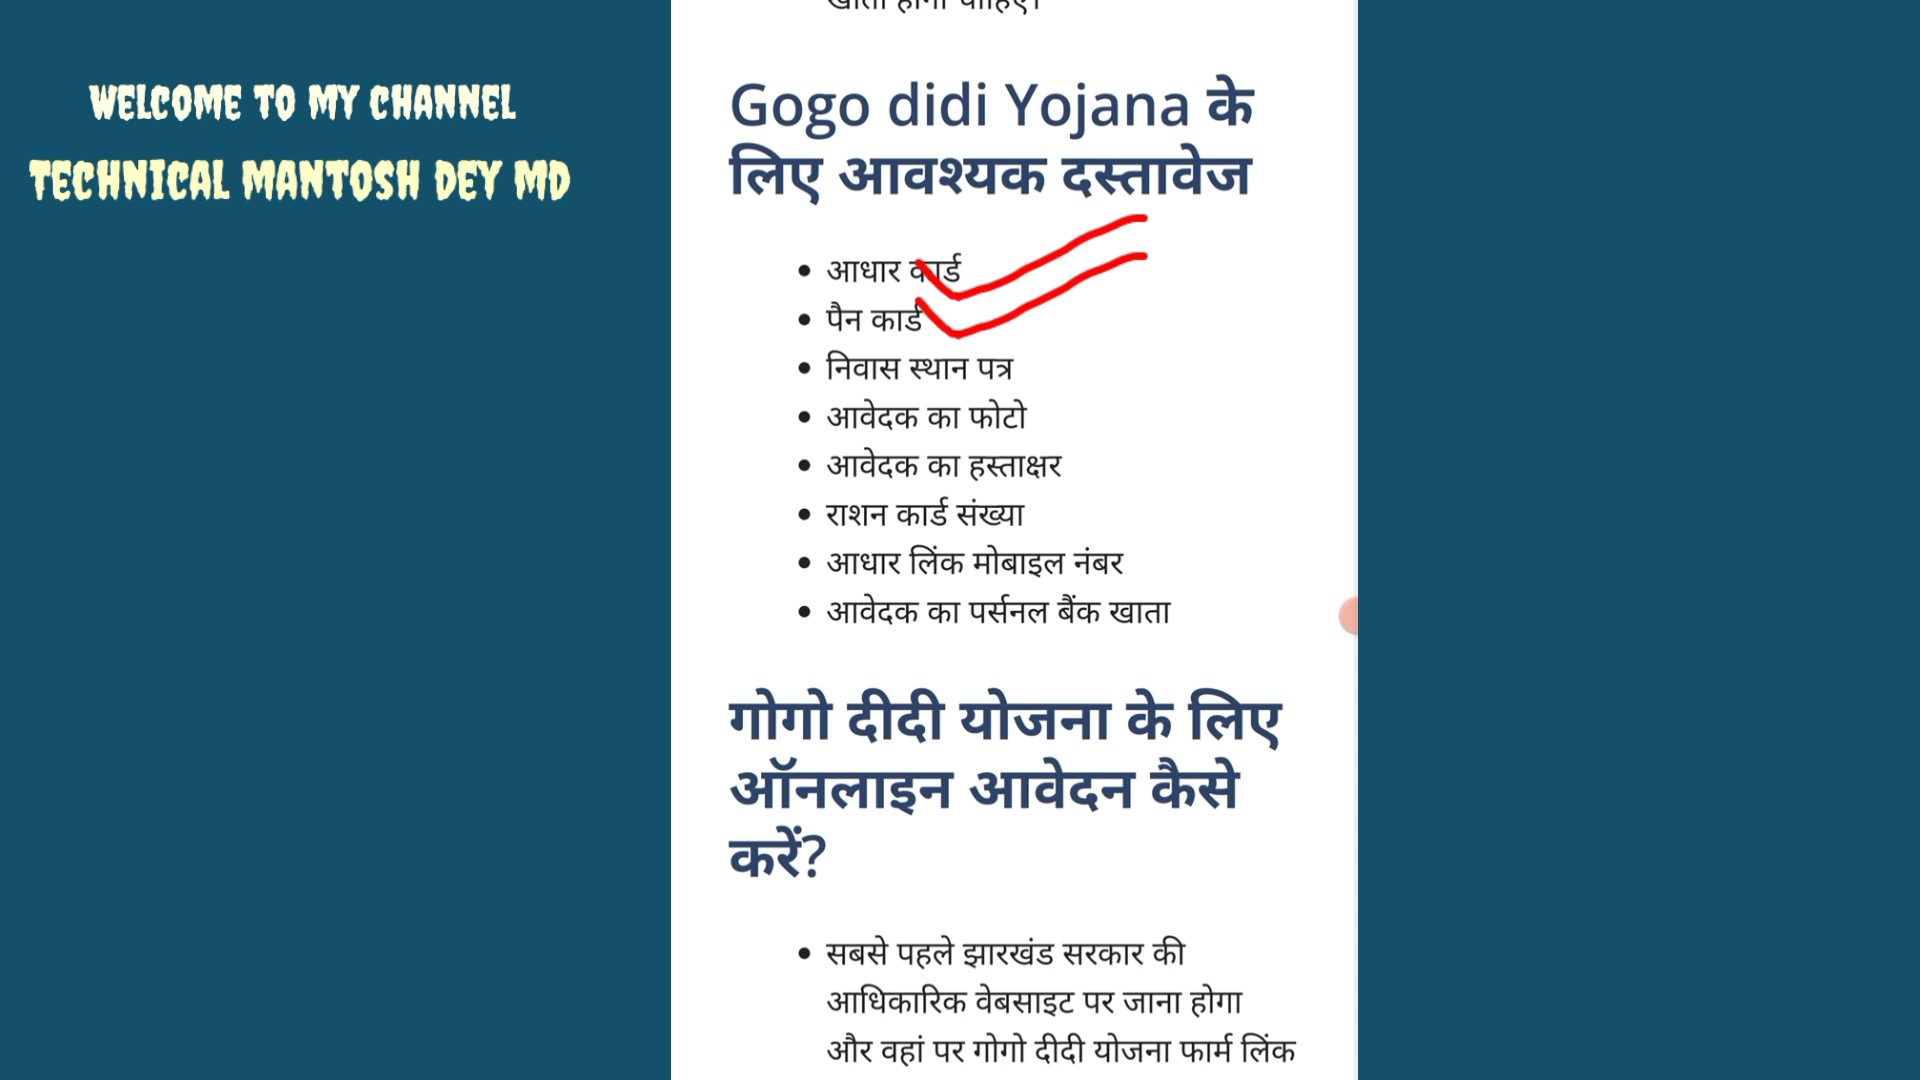 WELCOME TO MY CHANNEL
TECHNICAL MANTOSH DEY MD
खाता होना चाहिए।
Gogo didi Yojana के
लिए आवश्यक दस्तावेज
आधार कार्ड
पैन कार्ड
निवास स्थान पत्र
आवेदक का फोटो
आवेदक का हस्ताक्षर
राशन कार्ड संख्या
आधार लिंक मोबाइल नंबर
आवेदक का पर्सनल बैंक खाता
गोगो दीदी योजना के लिए
ऑनलाइन आवेदन कैसे
करें?
सबसे पहले झारखंड सरकार की
आधिकारिक वेबसाइट पर जाना होगा
और वहां पर गोगो दीदी योजना फार्म लिंक